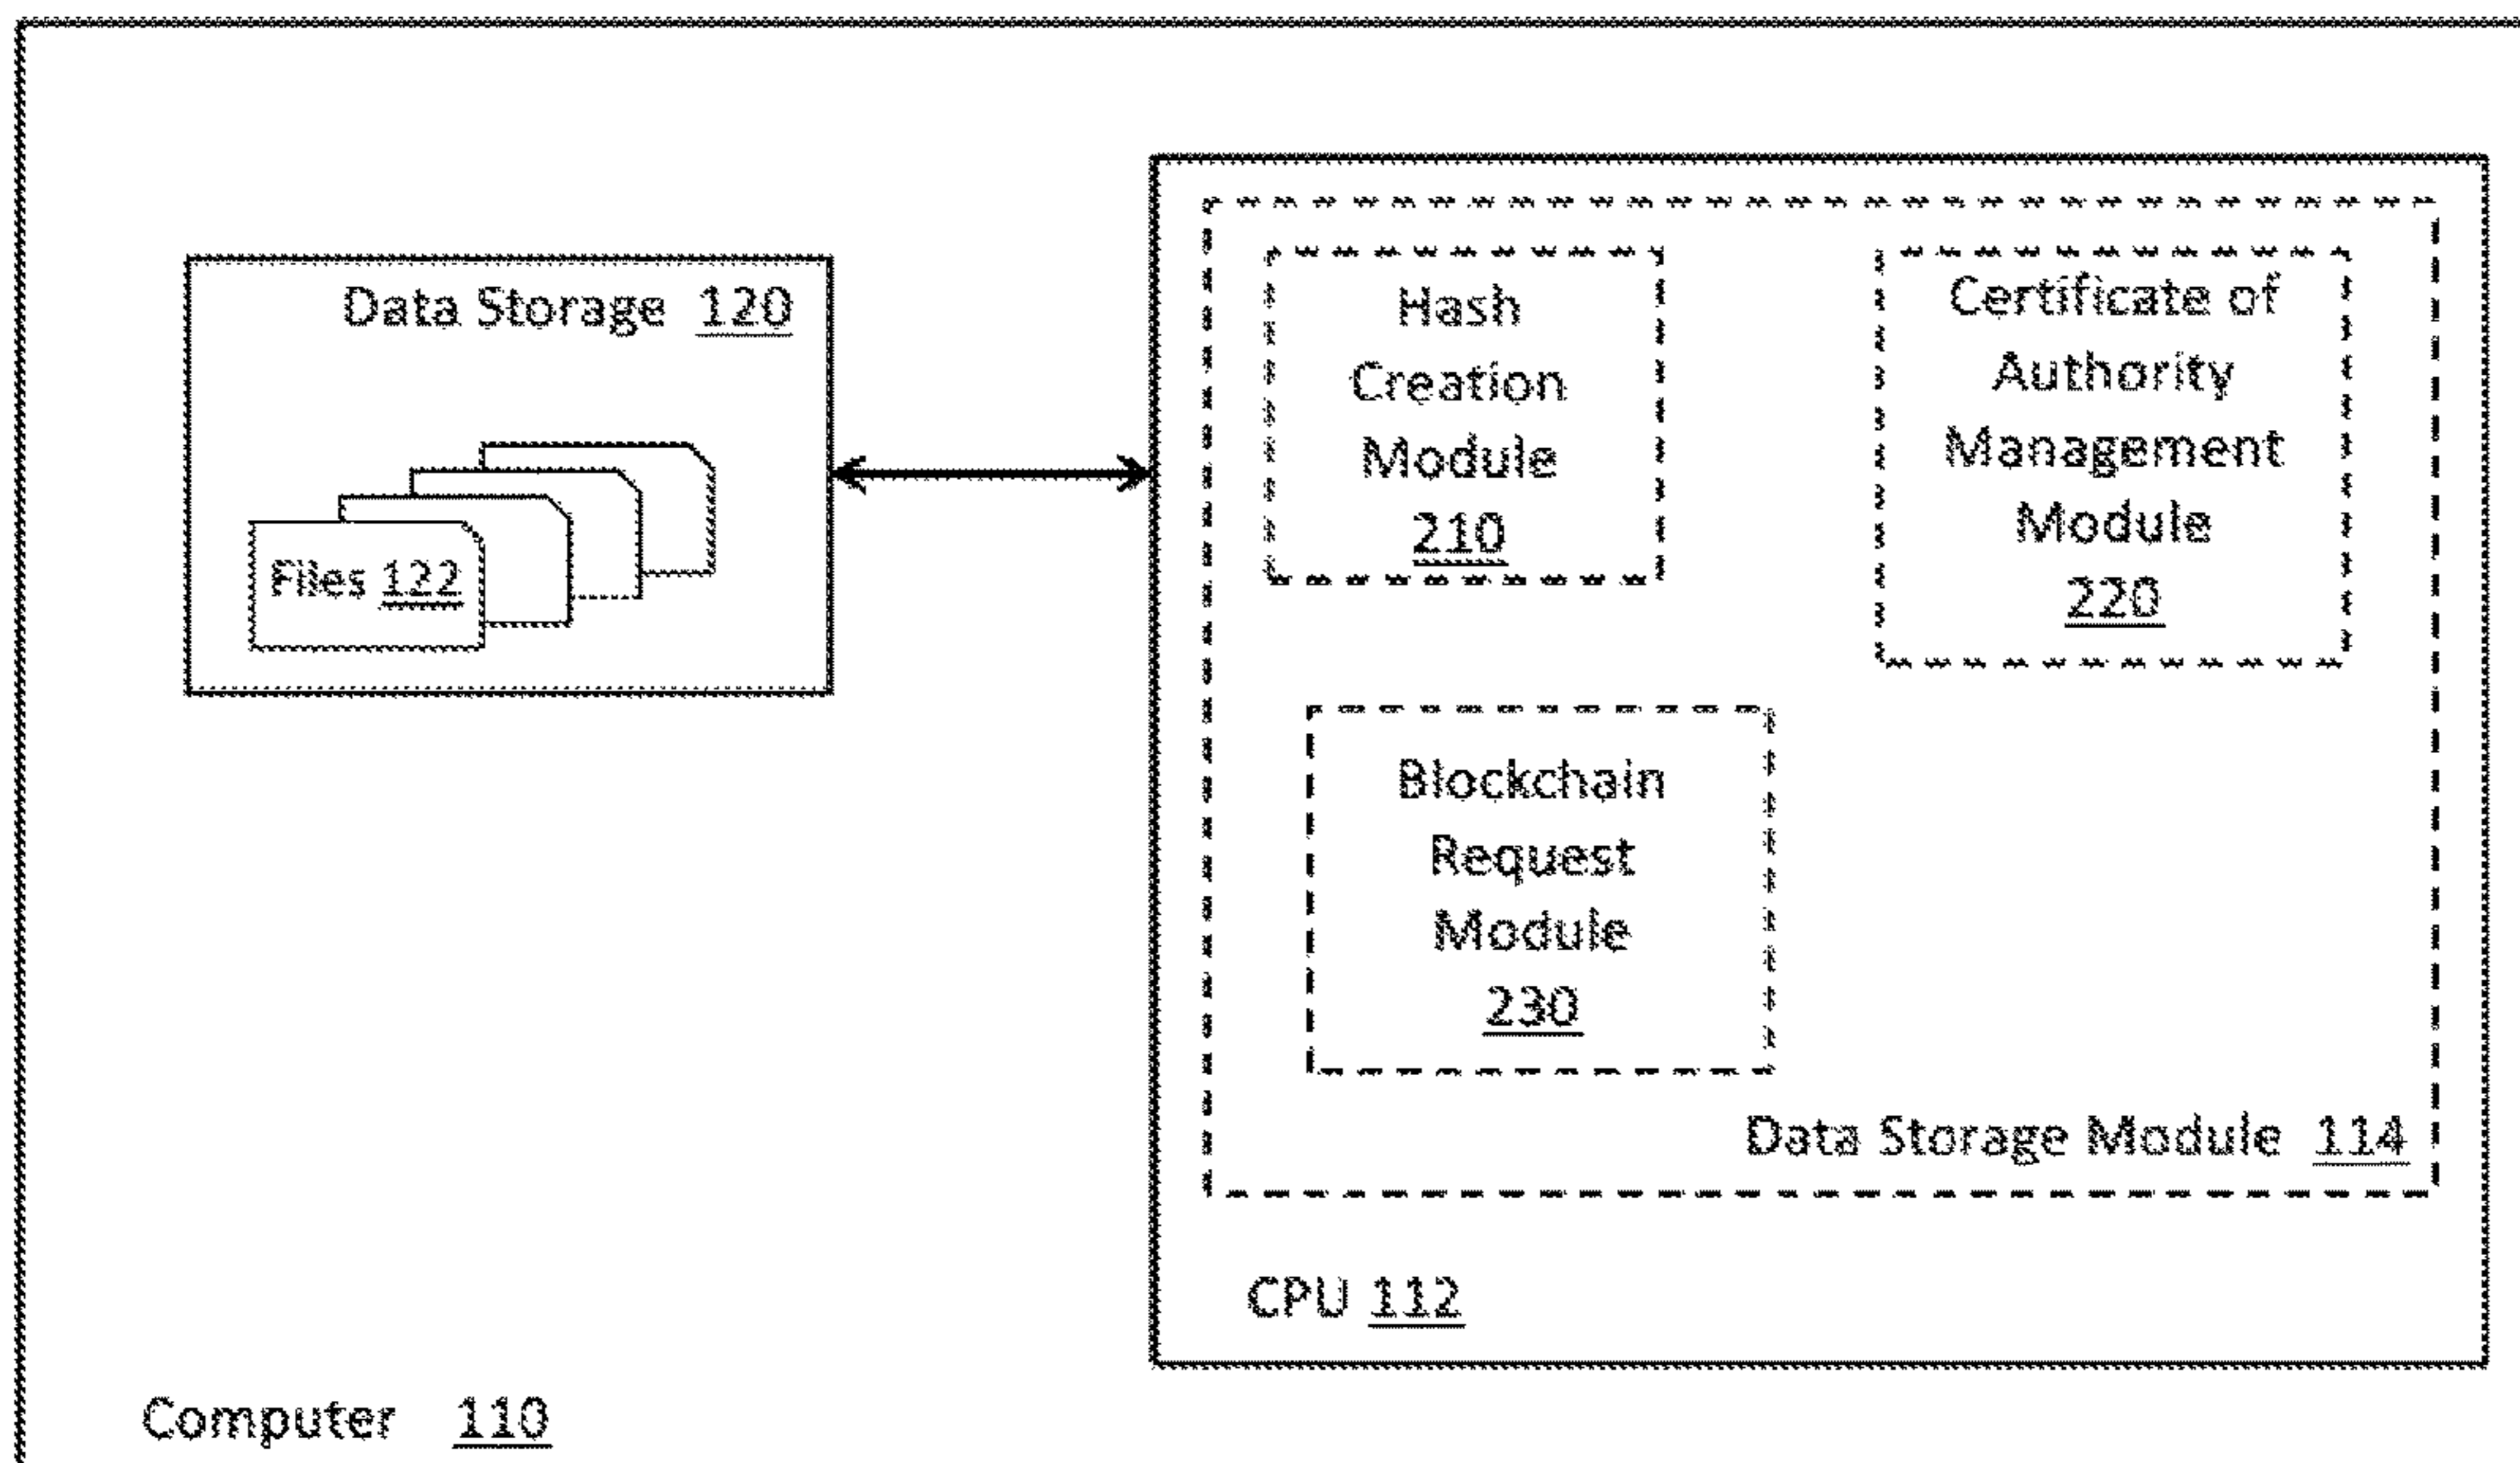 Data Storage 120
Files 122
Hash
Creation
Module
210
Certificate of
Authority
Management
Module
220
Blockchain
Request
Module
230
Data Storage Module 114
CPU 112
Computer 110